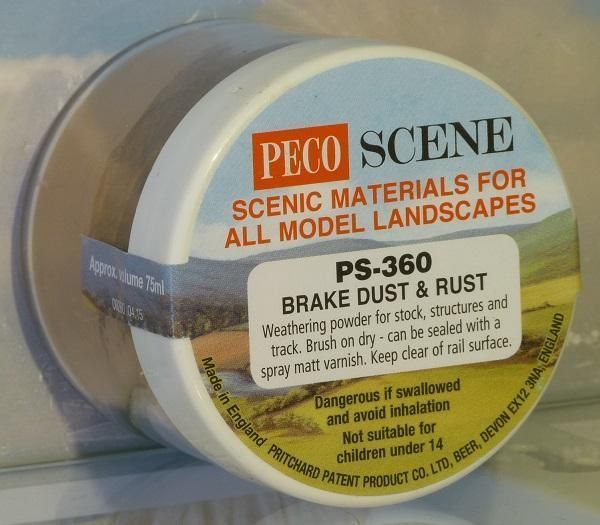 PECO SCENE
SCENIC MATERIALS FOR
ALL MODEL LANDSCAPES
PS-360
BRAKE DUST & RUST
Weathering powder for stock, structures and
track. Brush on dry - can be sealed with a
spray matt varnish. Keep clear of rail surface.
Dangerous if swallowed
and avoid inhalation
Not suitable for
children under 14
Made in England
PRITCHARD PATENT PRODUCT CO. LTD, BEER, DEVON EX12 3NA, ENGLAND
Approx. volume 75ml